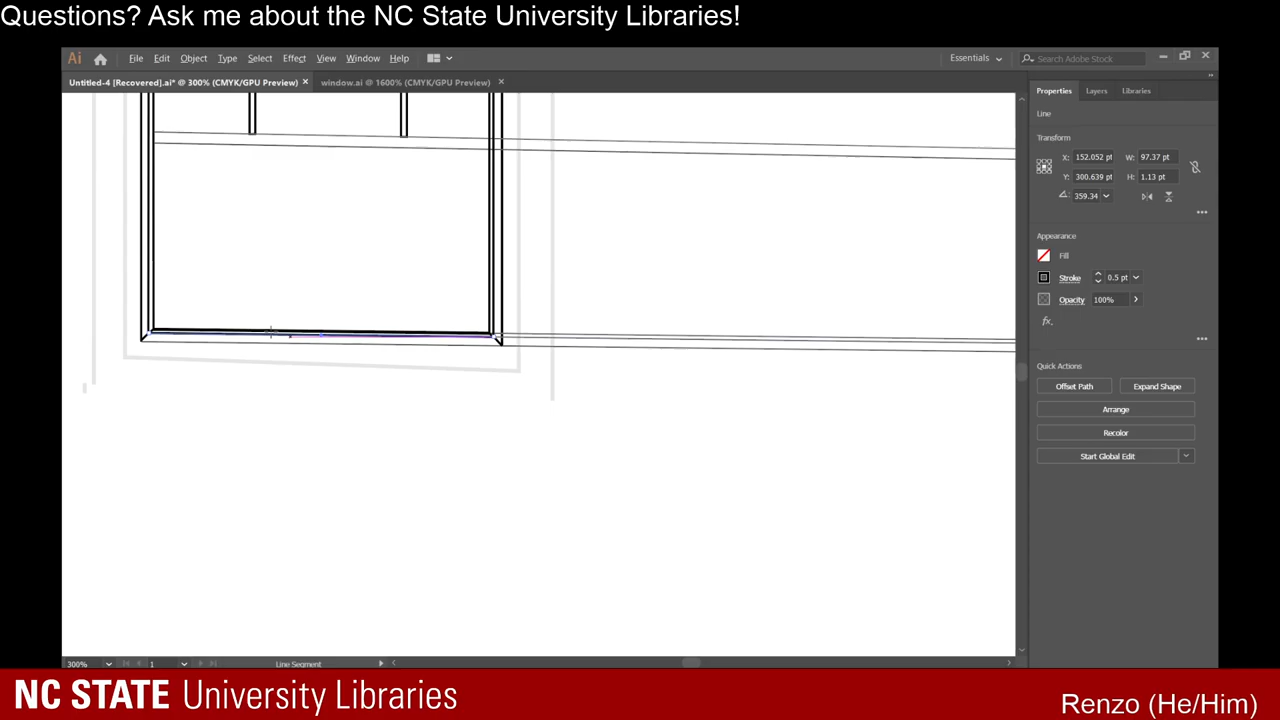 Questions? Ask me about the NC State University Libraries!
Ai File Edit Object Type Select Effect View Window Help Essentials Search Adobe Stock
Untitled-4 [Recovered].ai* @ 300% (CMYK/GPU Preview) × window.ai @ 1600% (CMYK/GPU Preview) ×
Properties Layers Libraries
Line
Transform
X: 152.052 pt W: 97.37 pt
Y: 300.639 pt H: 1.13 pt
359.34
Appearance
Fill
Stroke 0.5 pt
Opacity 100%
fx.
Quick Actions
Offset Path Expand Shape
Arrange
Recolor
Start Global Edit
300% 1 Line Segment
NC STATE University Libraries
Renzo (He/Him)